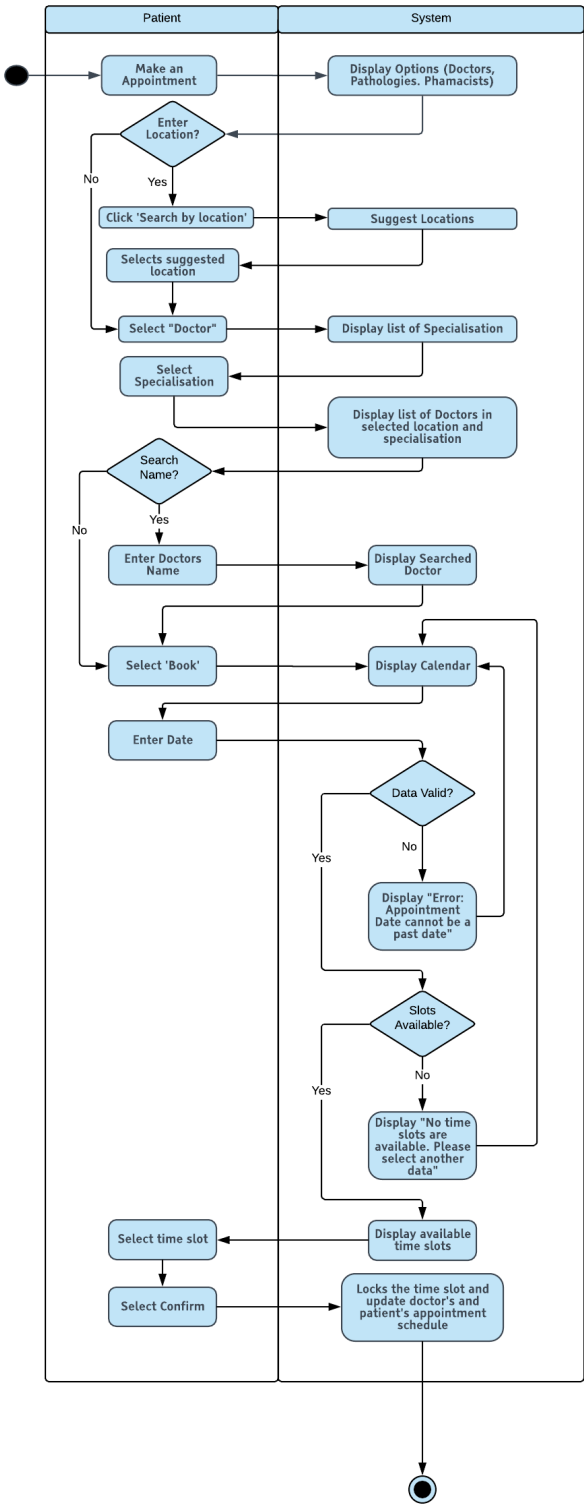 Patient
System
Make an
Appointment
Display Options (Doctors,
Pathologies. Phamacists)
Enter
Location?
No
Yes
Click 'Search by location'
Suggest Locations
Selects suggested
location
Select "Doctor"
Display list of Specialisation
Select
Specialisation
Display list of Doctors in
selected location and
specialisation
Search
Name?
No
Yes
Enter Doctors
Name
Display Searched
Doctor
Select 'Book'
Display Calendar
Enter Date
Data Valid?
No
Yes
Display "Error:
Appointment
Date cannot be a
past date"
Slots
Available?
No
Yes
Display "No time
slots are
available. Please
select another
data"
Select time slot
Display available
time slots
Select Confirm
Locks the time slot and
update doctor's and
patient's appointment
schedule